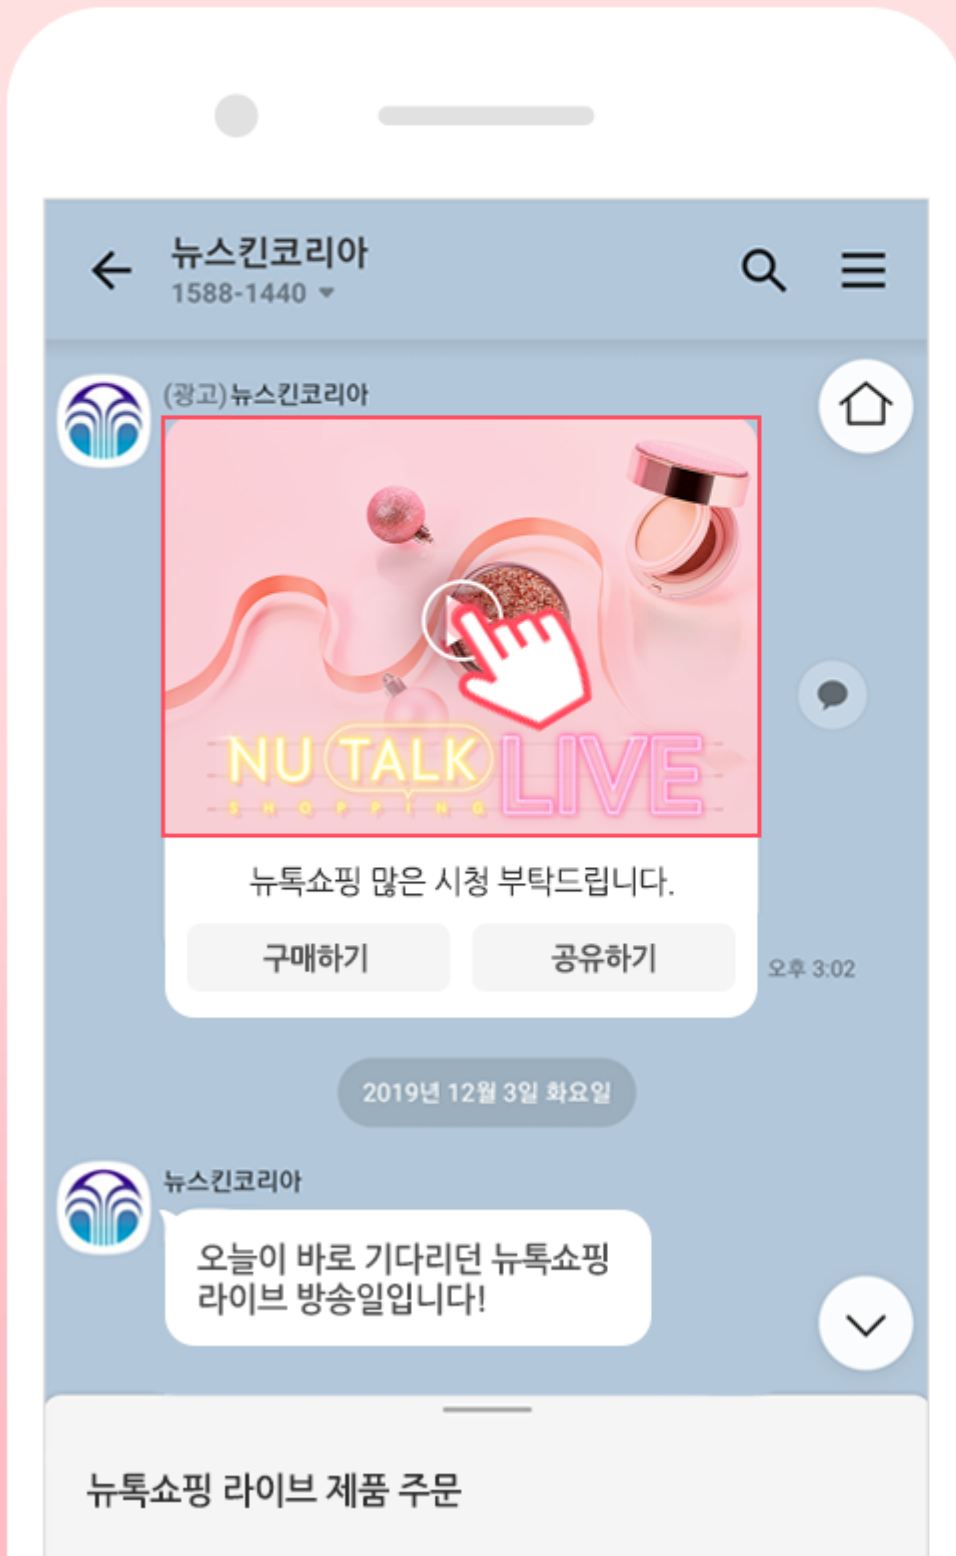 뉴스킨코리아
1588-1440
(광고)뉴스킨코리아
NU TALK LIVE
SHOPPING
뉴톡쇼핑 많은 시청 부탁드립니다.
구매하기 공유하기
오후 3:02
2019년 12월 3일 화요일
뉴스킨코리아
오늘이 바로 기다리던 뉴톡쇼핑
라이브 방송일입니다!
뉴톡쇼핑 라이브 제품 주문